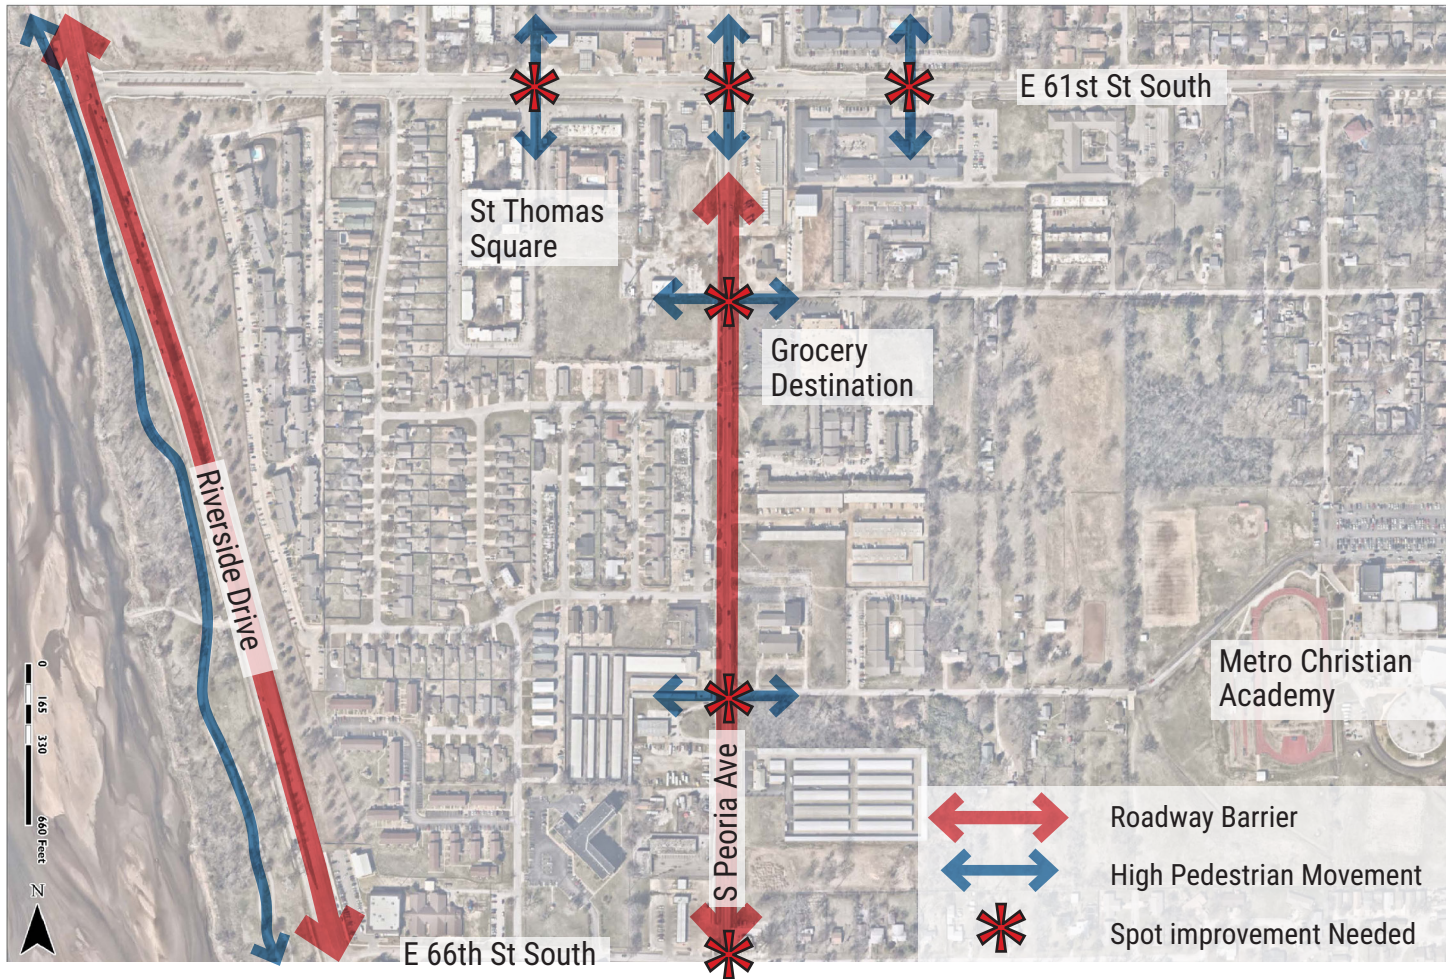 E 61st St South
St Thomas
Square
Grocery
Destination
Riverside Drive
Metro Christian
Academy
S Peoria Ave
0
165
330
660 Feet
N
Roadway Barrier
High Pedestrian Movement
Spot improvement Needed
E 66th St South